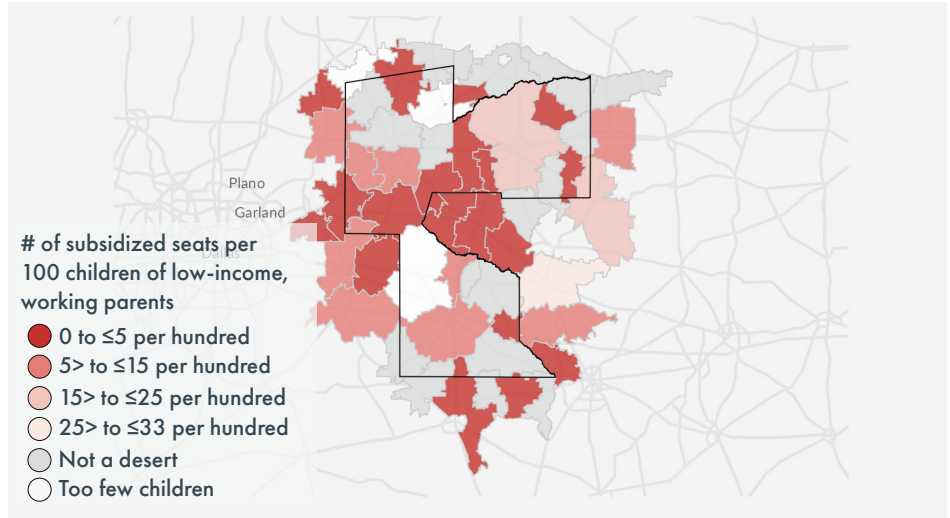 Plano
Garland
Dallas
# of subsidized seats per
100 children of low-income,
working parents
0 to ≤5 per hundred
5> to ≤15 per hundred
15> to ≤25 per hundred
25> to ≤33 per hundred
Not a desert
Too few children